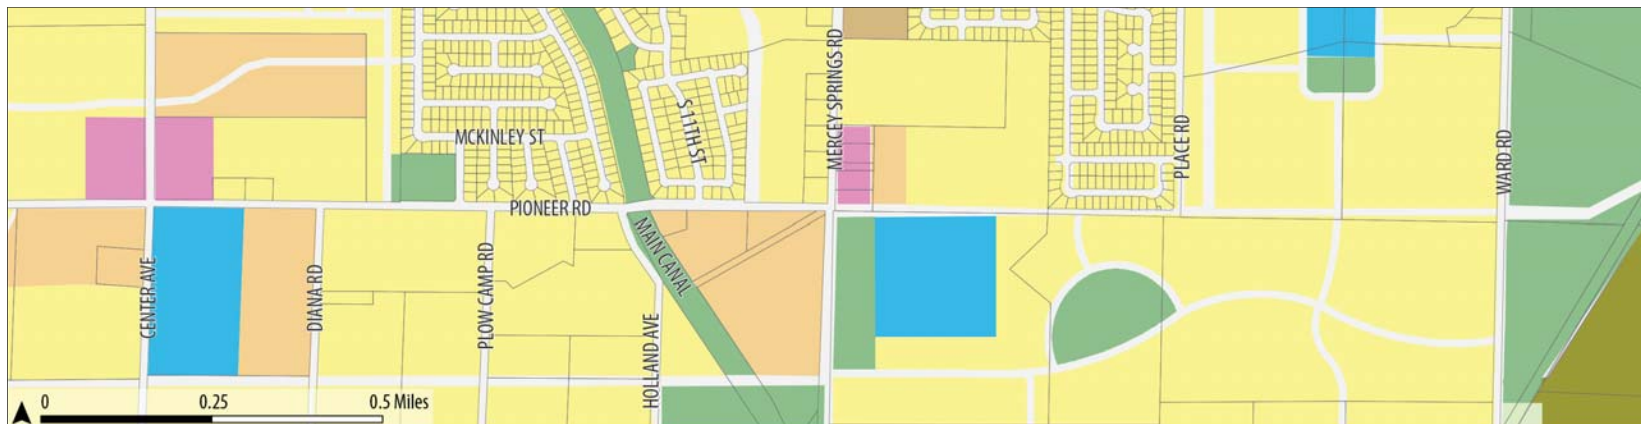 MCKINLEY ST
S 11TH ST
MERCEY SPRINGS RD
PLACE RD
WARD RD
PIONEER RD
CENTER AVE
DIANA RD
PLOW CAMP RD
MAIN CANAL
HOLLAND AVE
0 0.25 0.5 Miles